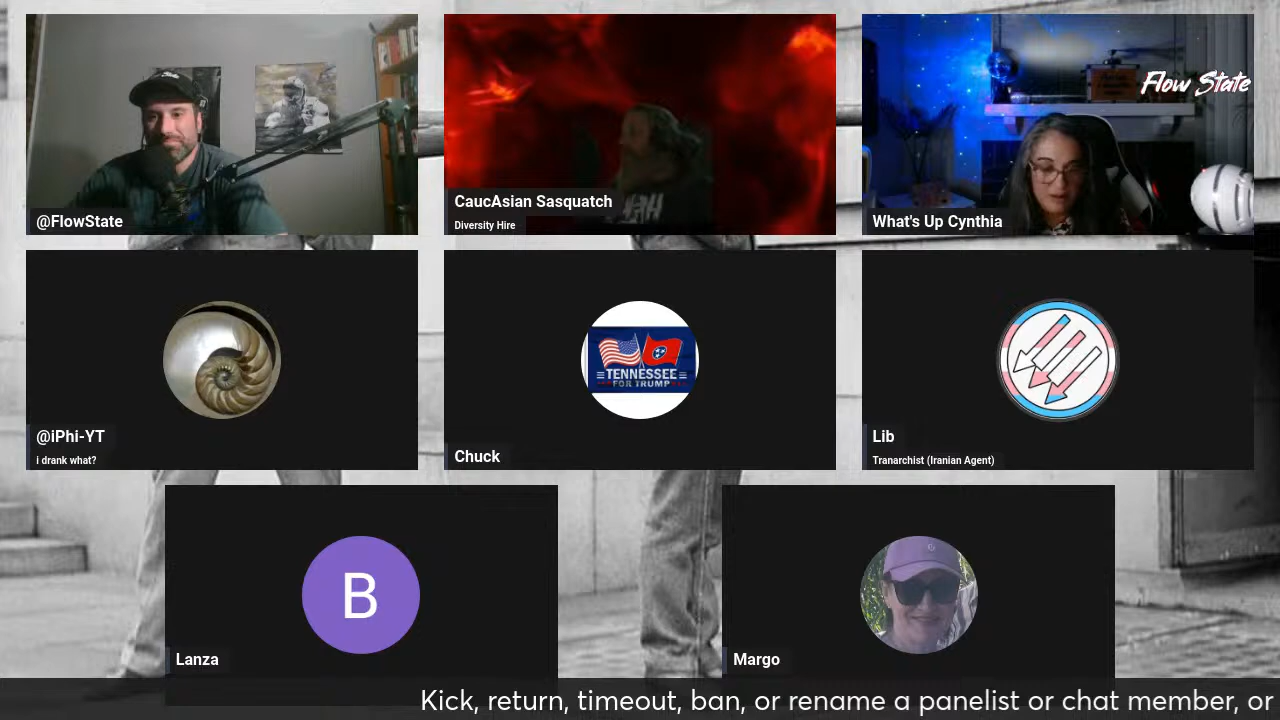 Flow State
@FlowState
CaucAsian Sasquatch
Diversity Hire
What's Up Cynthia
TENNESSEE
FOR TRUMP
@iPhi-YT
i drank what?
Chuck
Lib
Tranarchist (Iranian Agent)
B
Lanza
Margo
Kick, return, timeout, ban, or rename a panelist or chat member, or